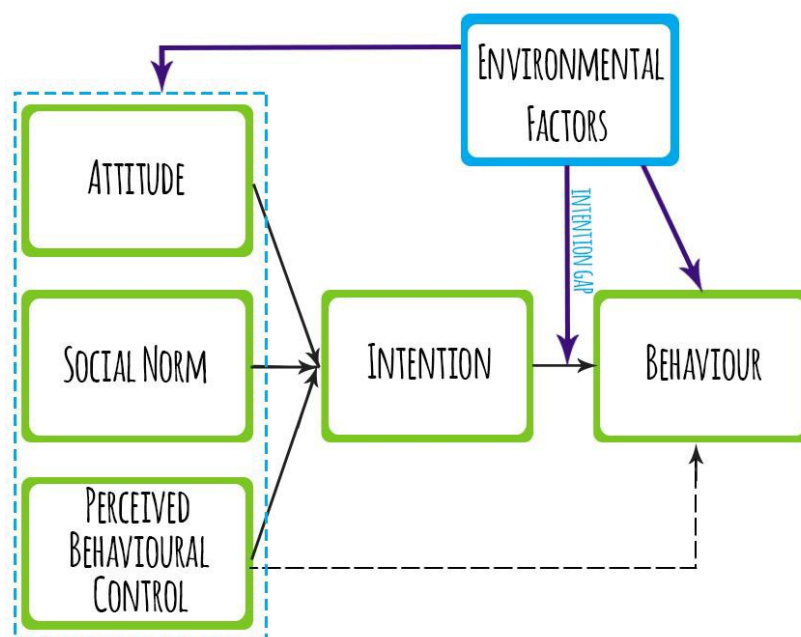 ENVIRONMENTAL
FACTORS
ATTITUDE
INTENTION GAP
SOCIAL NORM
INTENTION
BEHAVIOUR
PERCEIVED
BEHAVIOURAL
CONTROL